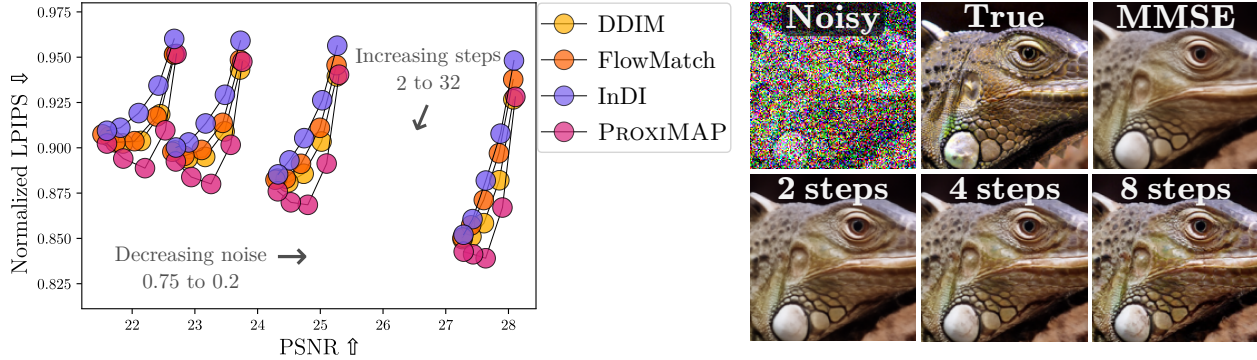 Normalized LPIPS ⇓
0.975
0.950
0.925
0.900
0.875
0.850
0.825
22
23
24
25
26
27
28
PSNR ⇑
Increasing steps
2 to 32
Decreasing noise
0.75 to 0.2
DDIM
FlowMatch
InDI
PROXIMAP
Noisy
True
MMSE
2 steps
4 steps
8 steps